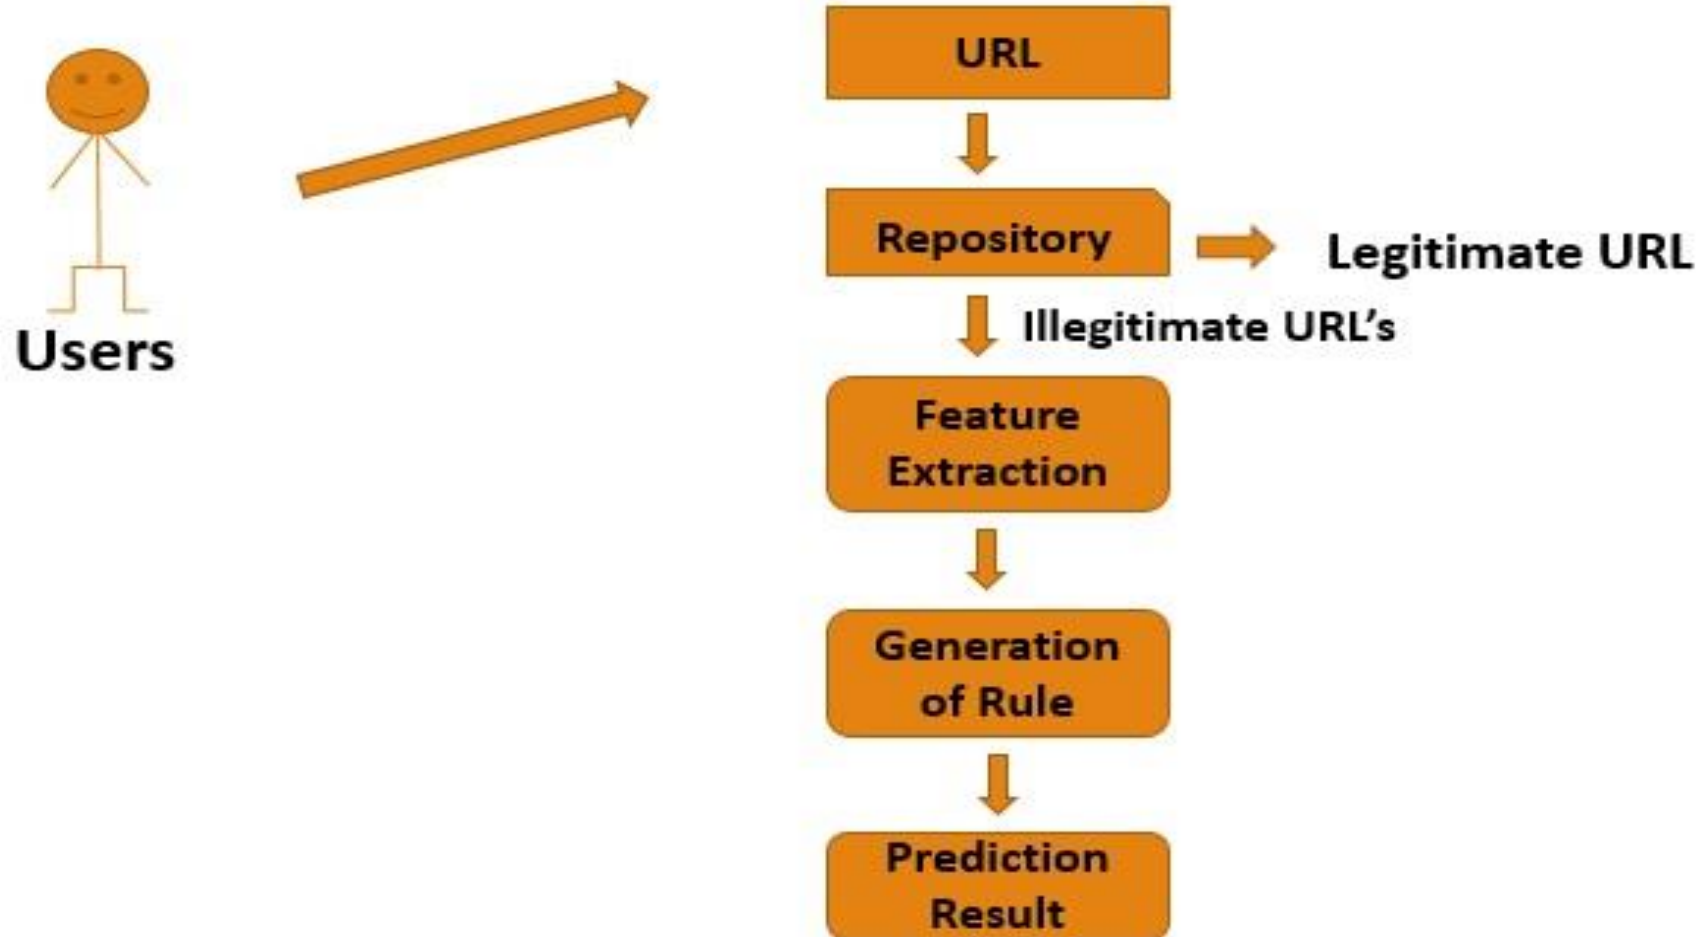 URL
Repository
Legitimate URL
Illegitimate URL's
Users
Feature
Extraction
Generation
of Rule
Prediction
Result